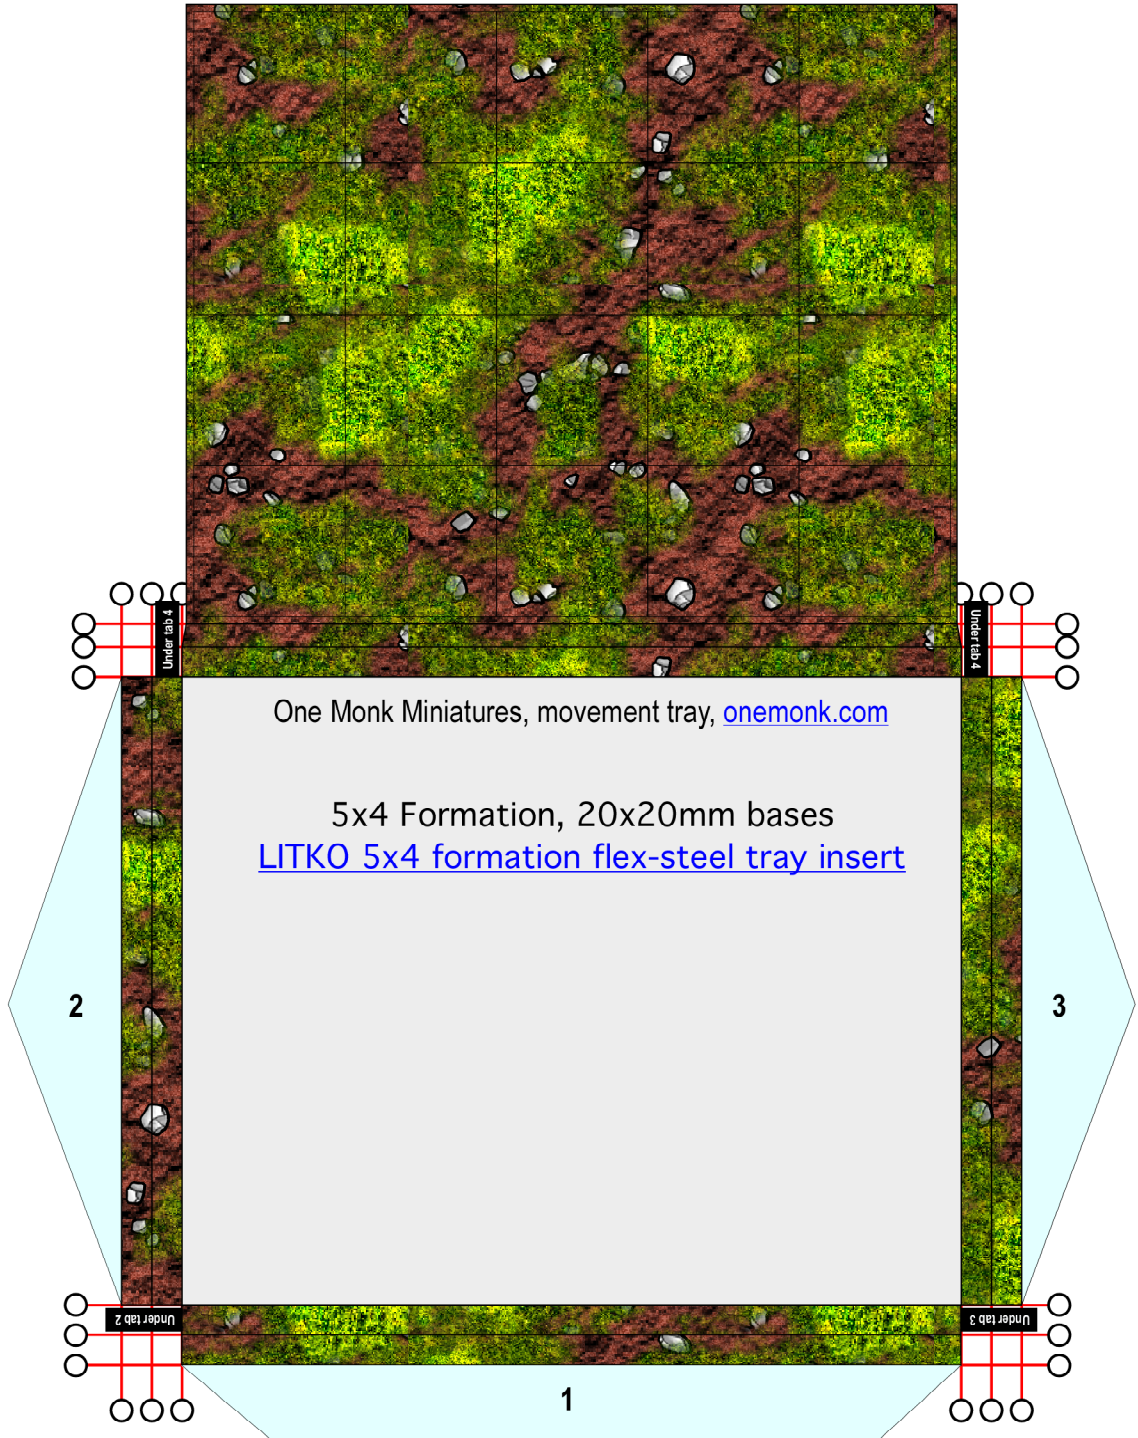 Under tab 4
Under tab 4
One Monk Miniatures, movement tray, onemonk.com
5x4 Formation, 20x20mm bases
LITKO 5x4 formation flex-steel tray insert
2
3
Under tab 2
Under tab 3
1